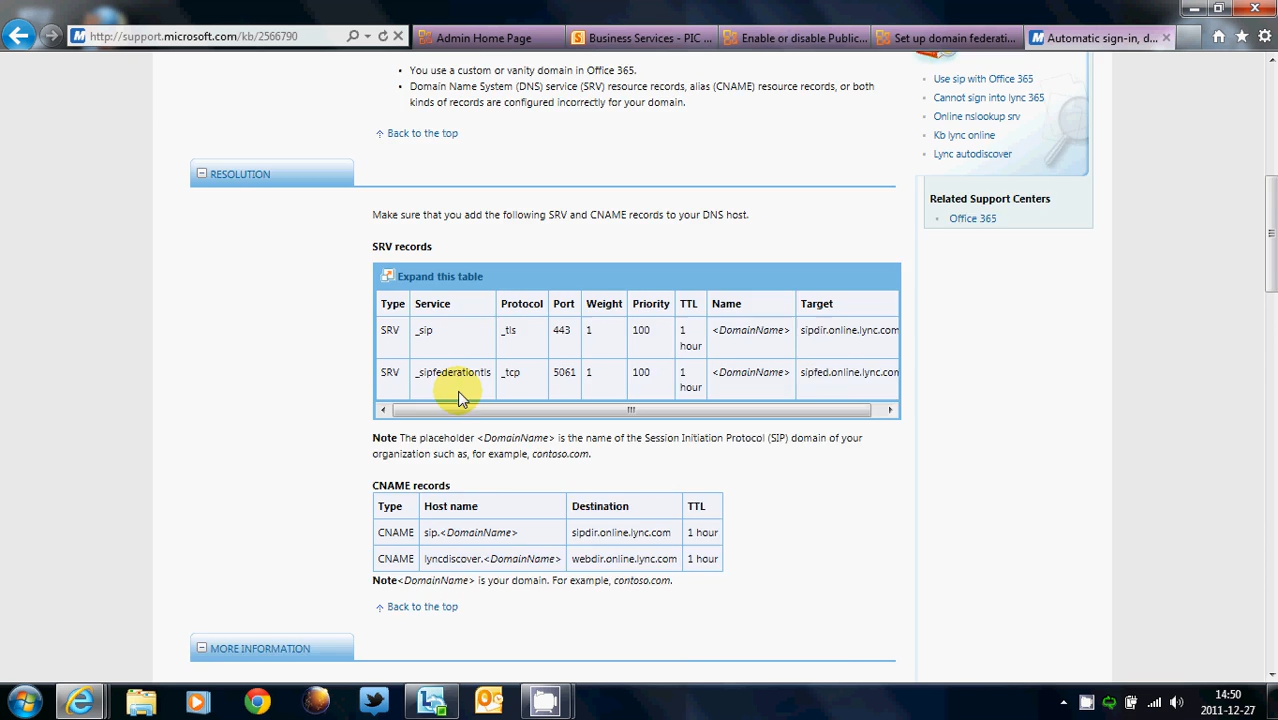 http://support.microsoft.com/kb/2566790
Admin Home Page
Business Services - PIC ...
Enable or disable Public...
Set up domain federati...
Automatic sign-in, d...
You use a custom or vanity domain in Office 365.
Domain Name System (DNS) service (SRV) resource records, alias (CNAME) resource records, or both
kinds of records are configured incorrectly for your domain.
Back to the top
Use sip with Office 365
Cannot sign into lync 365
Online nslookup srv
Kb lync online
Lync autodiscover
Related Support Centers
Office 365
RESOLUTION
Make sure that you add the following SRV and CNAME records to your DNS host.
SRV records
Expand this table
Type Service Protocol Port Weight Priority TTL Name Target
SRV _sip _tls 443 1 100 1 hour <DomainName> sipdir.online.lync.com
SRV _sipfederationtls _tcp 5061 1 100 1 hour <DomainName> sipfed.online.lync.com
Note The placeholder <DomainName> is the name of the Session Initiation Protocol (SIP) domain of your
organization such as, for example, contoso.com.
CNAME records
Type Host name Destination TTL
CNAME sip.<DomainName> sipdir.online.lync.com 1 hour
CNAME lyncdiscover.<DomainName> webdir.online.lync.com 1 hour
Note<DomainName> is your domain. For example, contoso.com.
Back to the top
MORE INFORMATION
14:50
2011-12-27